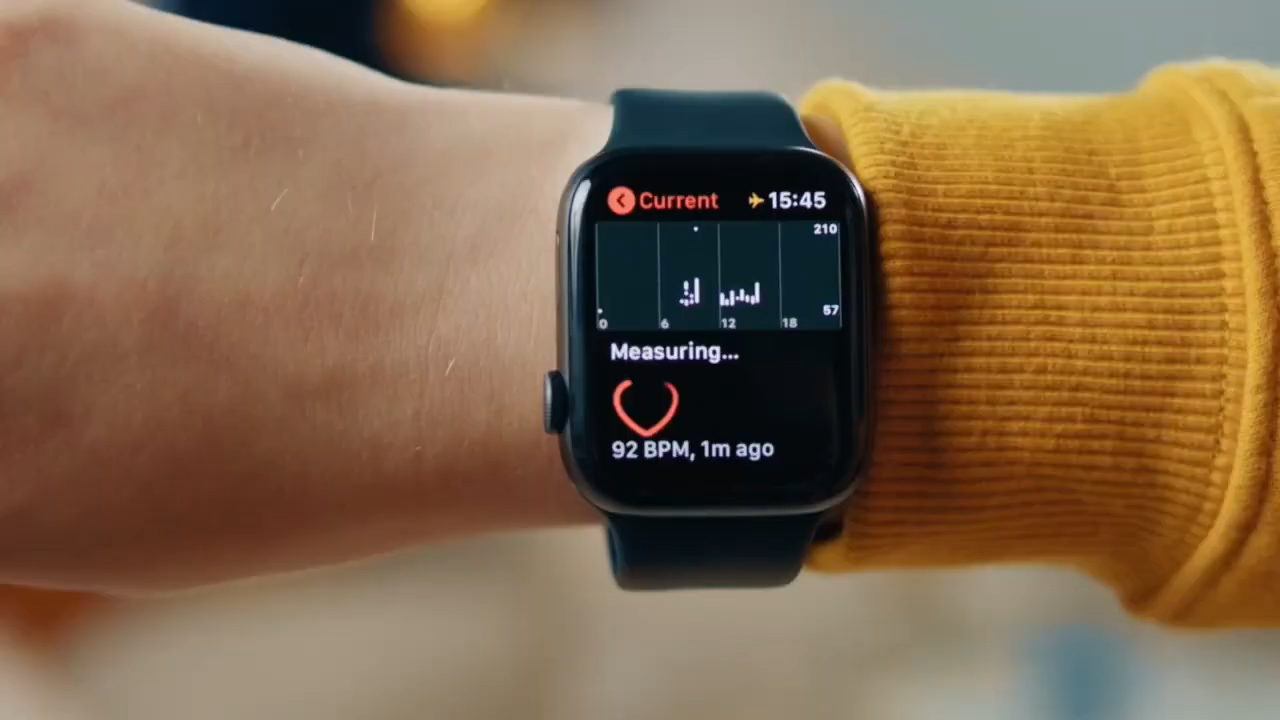 Current 15:45
210
57
0 6 12 18
Measuring...
92 BPM, 1m ago